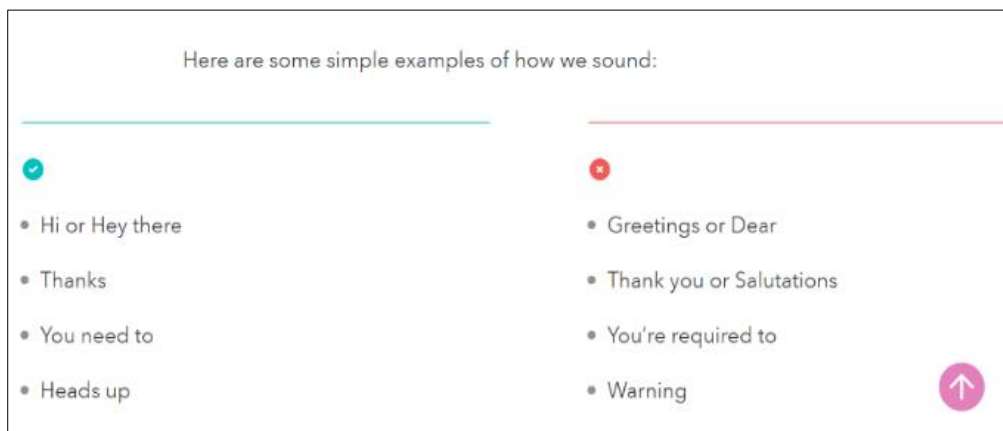 Here are some simple examples of how we sound:
Hi or Hey there
Thanks
You need to
Heads up
Greetings or Dear
Thank you or Salutations
You're required to
Warning